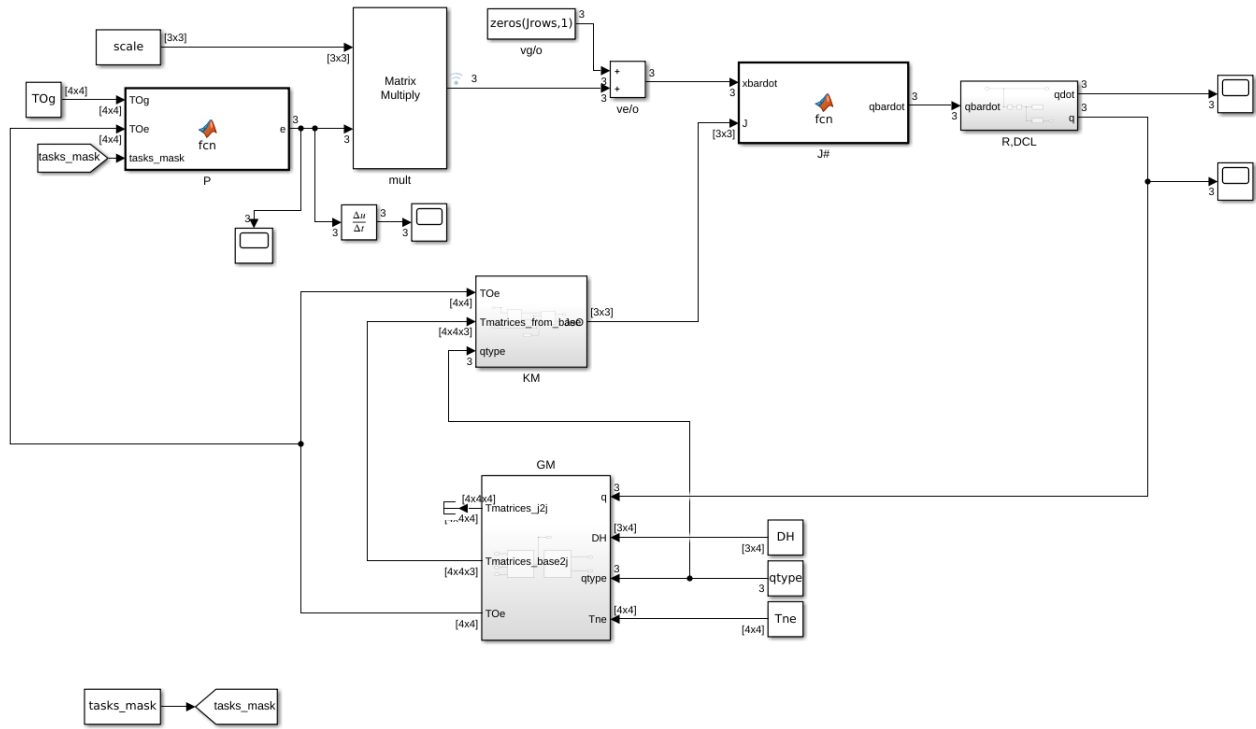 scale
[3x3]
[3x3]
Matrix
Multiply
mult
3
zeros(Jrows,1)
3
vg/o
+
3
+
3
3
ve/o
TOg
[4x4]
[4x4]
TOg
TOe
[4x4]
tasks_mask
tasks_mask
fcn
e
3
3
P
3
3
Δu
Δt
3
3
xbardot
3
J
[3x3]
fcn
qbardot
3
J#
3
qbardot
qdot
3
q
3
R,DCL
3
3
TOe
[4x4]
Tmatrices_from_base
[4x4x3]
qtype
3
[3x3]
KM
GM
[4x4x4]
Tmatrices_j2j
Tmatrices_base2j
[4x4x3]
TOe
[4x4]
q
3
DH
[3x4]
[3x4]
DH
qtype
3
3
qtype
Tne
[4x4]
[4x4]
Tne
tasks_mask
tasks_mask